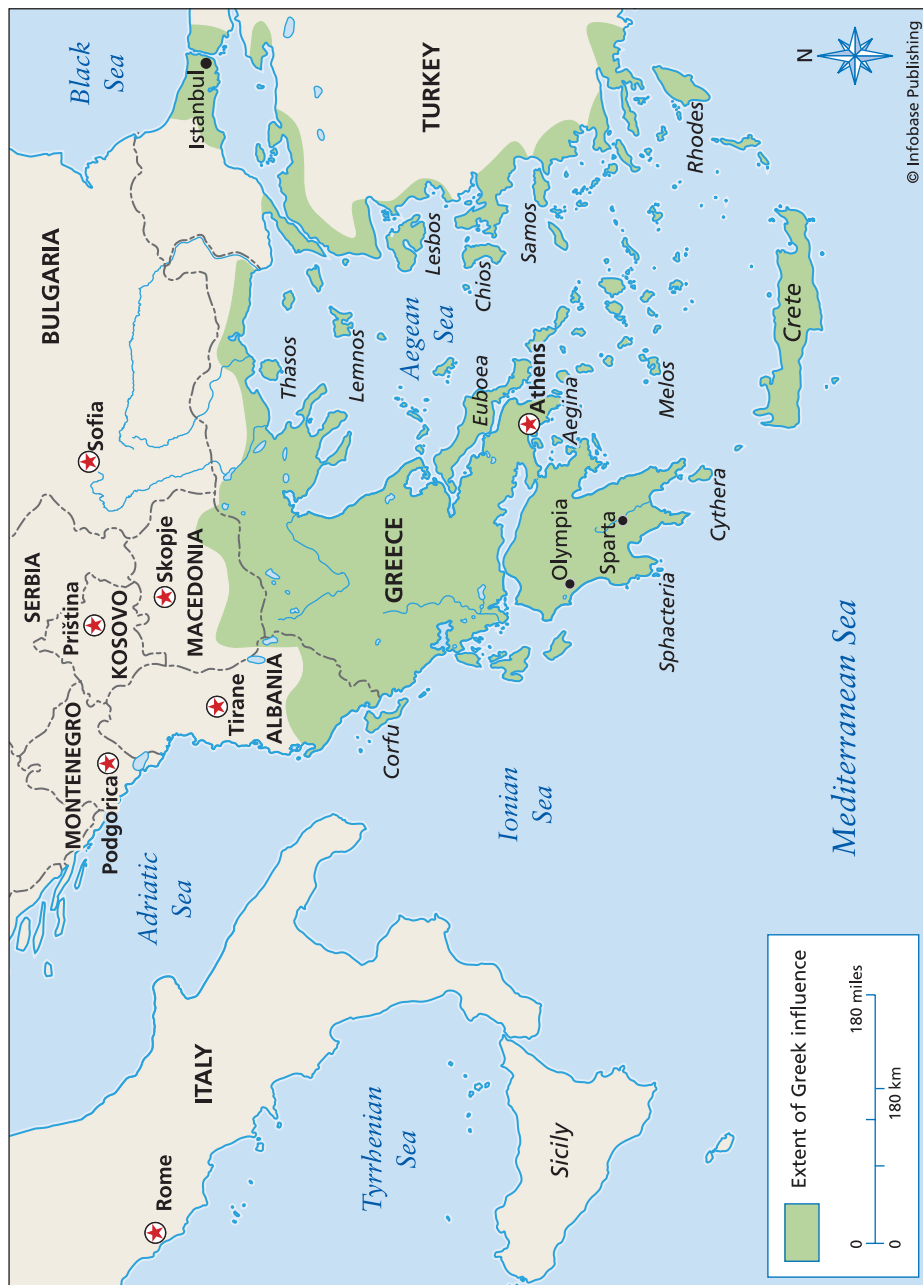 Black
Sea
BULGARIA
Istanbul
Sofia
SERBIA
Priština
KOSOVO
Skopje
MACEDONIA
MONTENEGRO
Podgorica
Tirane
ALBANIA
Adriatic
Sea
ITALY
Rome
TURKEY
Thasos
Lemnos
Aegean
Sea
Lesbos
Chios
Samos
Rhodes
GREECE
Euboea
Athens
Aegina
Olympia
Sparta
Melos
Crete
Cythera
Sphacteria
Corfu
Ionian
Sea
Tyrrhenian
Sea
Sicily
Mediterranean Sea
N
Extent of Greek influence
0
180 miles
0
180 km
© Infobase Publishing